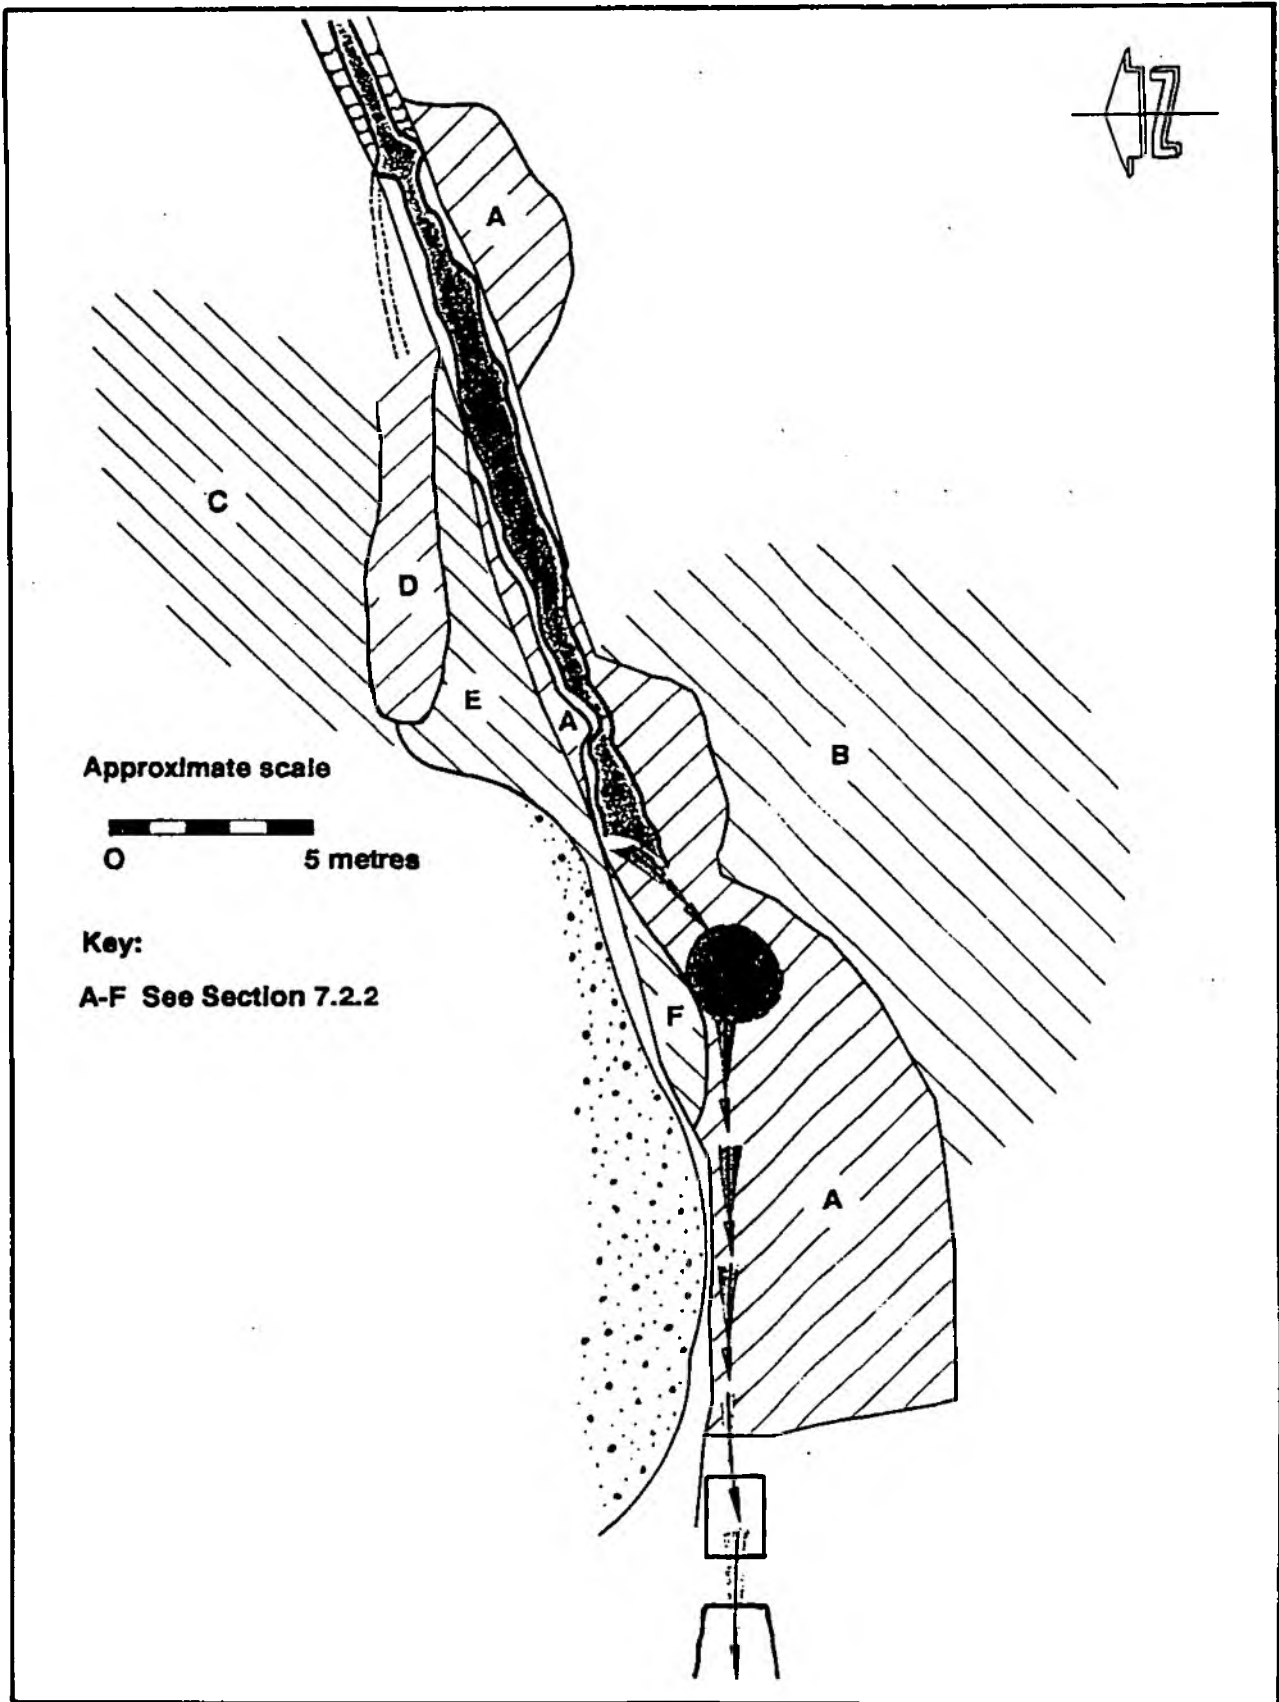 N
A
C
D
E
A
B
Approximate scale
O 5 metres
Key:
A-F See Section 7.2.2
F
A